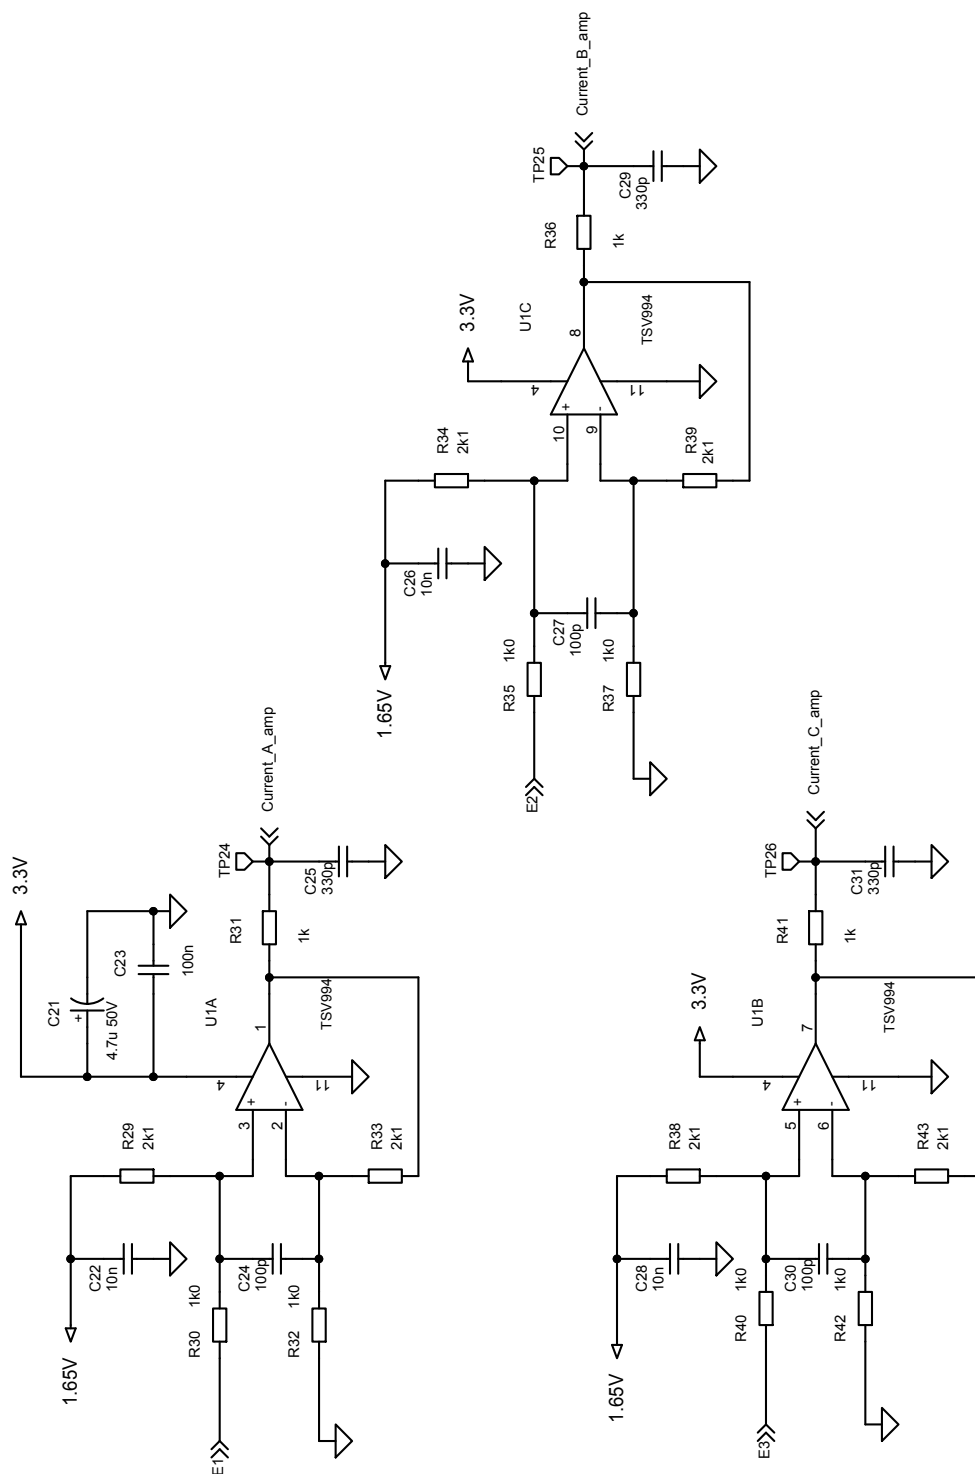 Current_B_amp
TP25
C29
330p
R36
1k
3.3V
U1C
TSV994
8
4
11
+
-
10
9
R34
2k1
R39
2k1
C26
10n
C27
100p
1k0
1k0
R35
R37
1.65V
E2
Current_A_amp
TP24
C25
330p
3.3V
R31
1k
C23
100n
C21
+
4.7u 50V
U1A
TSV994
1
4
11
+
-
3
2
R29
2k1
R33
2k1
C22
10n
C24
100p
1k0
1k0
R30
R32
1.65V
E1
Current_C_amp
TP26
C31
330p
R41
1k
3.3V
U1B
TSV994
7
4
11
+
-
5
6
R38
2k1
R43
2k1
C28
10n
C30
100p
1k0
1k0
R40
R42
1.65V
E3